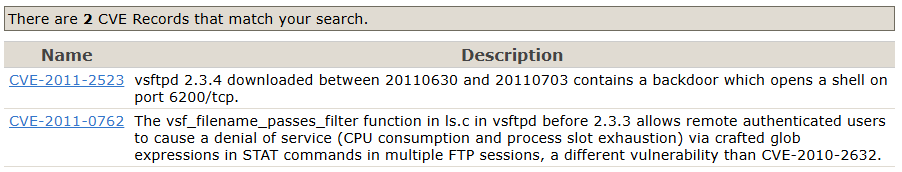 There are 2 CVE Records that match your search.
Name Description
CVE-2011-2523 vsftpd 2.3.4 downloaded between 20110630 and 20110703 contains a backdoor which opens a shell on
port 6200/tcp.
CVE-2011-0762 The vsf_filename_passes_filter function in ls.c in vsftpd before 2.3.3 allows remote authenticated users
to cause a denial of service (CPU consumption and process slot exhaustion) via crafted glob
expressions in STAT commands in multiple FTP sessions, a different vulnerability than CVE-2010-2632.